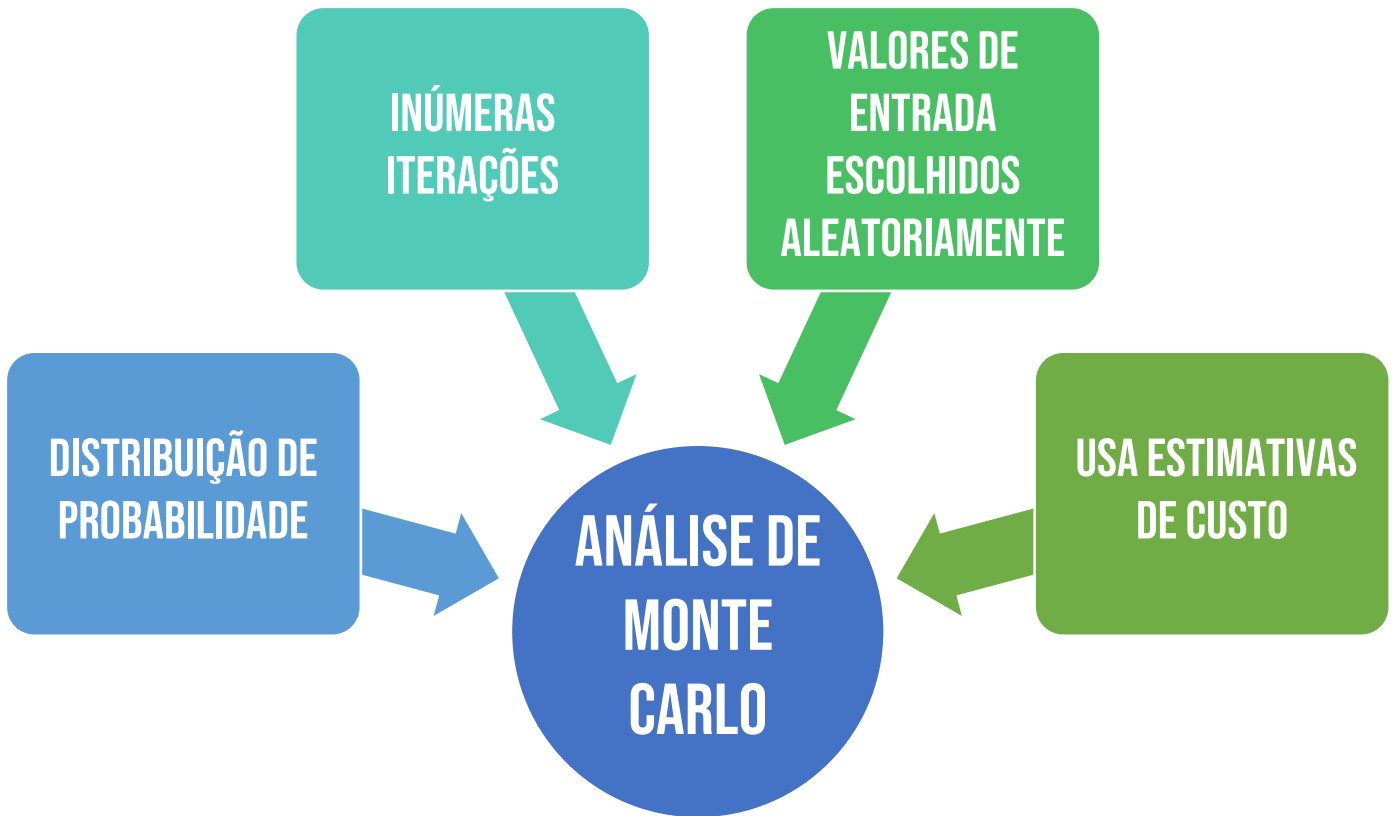 INÚMERAS
ITERAÇÕES
VALORES DE
ENTRADA
ESCOLHIDOS
ALEATORIAMENTE
DISTRIBUIÇÃO DE
PROBABILIDADE
USA ESTIMATIVAS
DE CUSTO
ANÁLISE DE
MONTE
CARLO